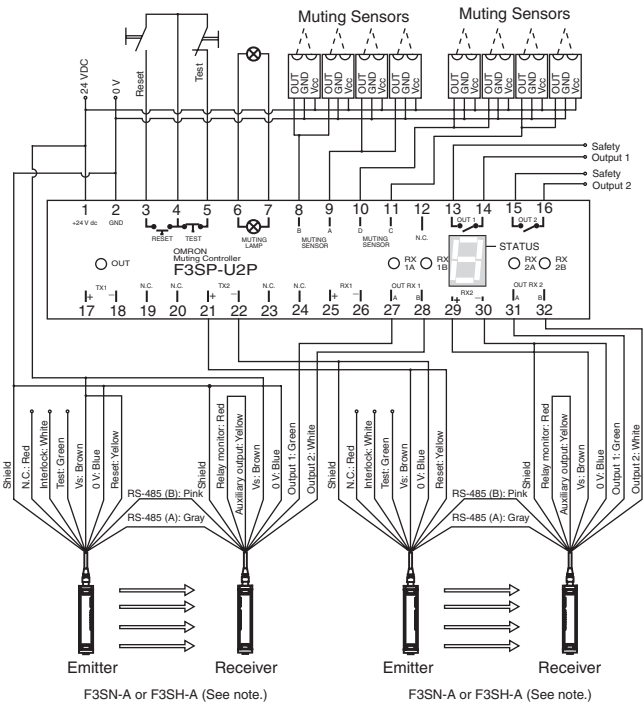 Muting Sensors
Muting Sensors
24 VDC
0 V
Reset
Test
OUT
GND
Vcc
OUT
GND
Vcc
OUT
GND
Vcc
OUT
GND
Vcc
OUT
GND
Vcc
OUT
GND
Vcc
OUT
GND
Vcc
OUT
GND
Vcc
Safety
Output 1
Safety
Output 2
1 2 3 4 5 6 7 8 9 10 11 12 13 14 15 16
+24 V dc GND
RESET TEST
MUTING LAMP
B A
MUTING SENSOR
D C
MUTING SENSOR
N.C.
OUT 1
OUT 2
OMRON
Muting Controller
F3SP-U2P
OUT
RX 1A
RX 1B
STATUS
RX 2A
RX 2B
TX1 + −
N.C.
N.C.
TX2 + −
N.C.
N.C.
RX1 + −
OUT RX 1
A B
RX2 + −
OUT RX 2
A B
17 18 19 20 21 22 23 24 25 26 27 28 29 30 31 32
Shield
N.C.: Red
Interlock: White
Test: Green
Vs: Brown
0 V: Blue
Reset: Yellow
Shield
Relay monitor: Red
Auxiliary output: Yellow
Vs: Brown
0 V: Blue
Output 1: Green
Output 2: White
Shield
N.C.: Red
Interlock: White
Test: Green
Vs: Brown
0 V: Blue
Reset: Yellow
Shield
Relay monitor: Red
Auxiliary output: Yellow
Vs: Brown
0 V: Blue
Output 1: Green
Output 2: White
RS-485 (B): Pink
RS-485 (A): Gray
RS-485 (B): Pink
RS-485 (A): Gray
Emitter
Receiver
Emitter
Receiver
F3SN-A or F3SH-A (See note.)
F3SN-A or F3SH-A (See note.)